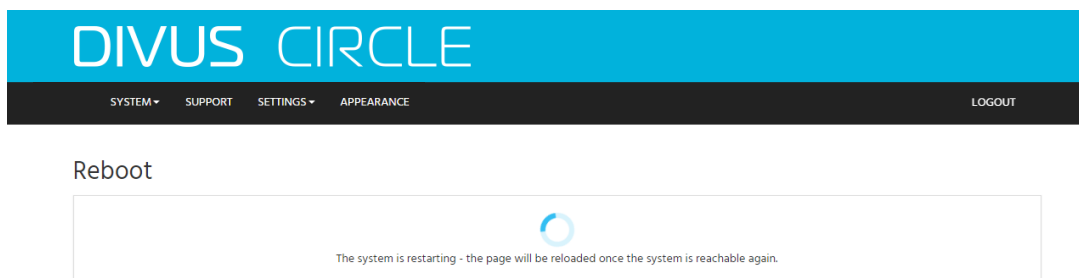 DIVUS CIRCLE
SYSTEM SUPPORT SETTINGS APPEARANCE LOGOUT
Reboot
The system is restarting - the page will be reloaded once the system is reachable again.